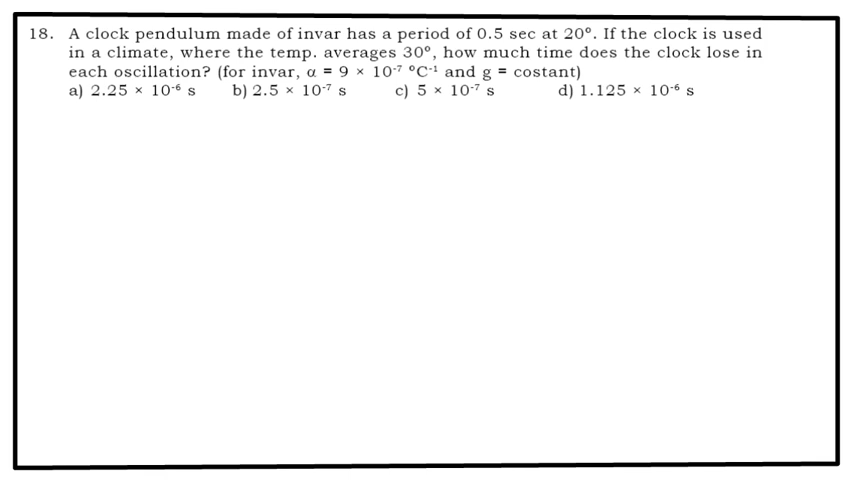 18. A clock pendulum made of invar has a period of 0.5 sec at 20°. If the clock is used
in a climate, where the temp. averages 30°, how much time does the clock lose in
each oscillation? (for invar, α = 9 × 10⁻⁷ °C⁻¹ and g = costant)
a) 2.25 × 10⁻⁶ s b) 2.5 × 10⁻⁷ s c) 5 × 10⁻⁷ s d) 1.125 × 10⁻⁶ s